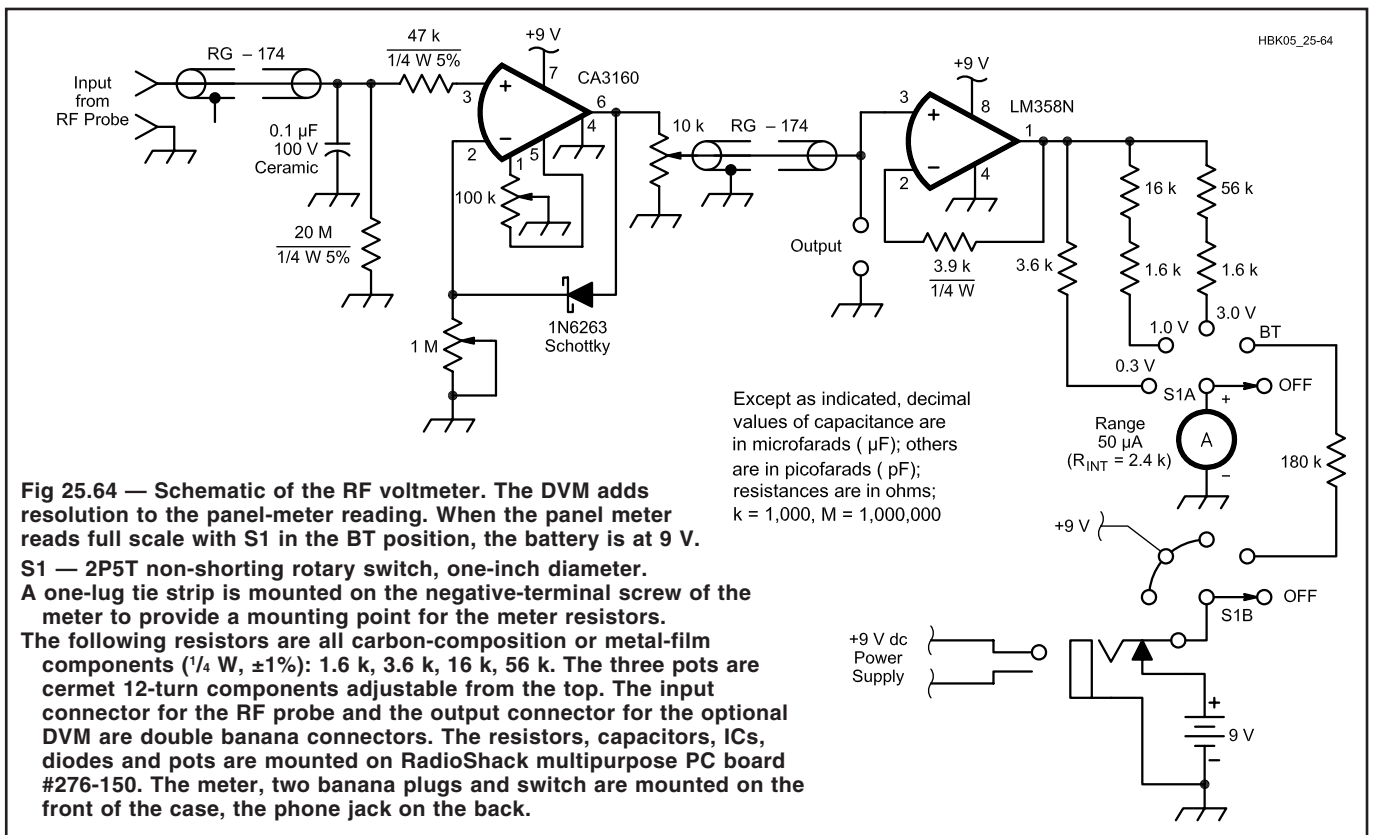 HBK05_25-64
Input
from
RF Probe
RG – 174
0.1 µF
100 V
Ceramic
20 M
1/4 W 5%
47 k
1/4 W 5%
+9 V
7
CA3160
3
+
6
4
–
2
5
1
100 k
1N6263
Schottky
1 M
10 k
RG – 174
Output
+9 V
3
+
8
LM358N
1
–
2
4
3.9 k
1/4 W
3.6 k
16 k
1.6 k
56 k
1.6 k
3.0 V
1.0 V
BT
0.3 V
S1A
OFF
+
Range
50 µA
(RINT = 2.4 k)
A
–
180 k
+9 V
S1B
OFF
+9 V dc
Power
Supply
+
9 V
–
Except as indicated, decimal
values of capacitance are
in microfarads ( µF); others
are in picofarads ( pF);
resistances are in ohms;
k = 1,000, M = 1,000,000
Fig 25.64 — Schematic of the RF voltmeter. The DVM adds
resolution to the panel-meter reading. When the panel meter
reads full scale with S1 in the BT position, the battery is at 9 V.
S1 — 2P5T non-shorting rotary switch, one-inch diameter.
A one-lug tie strip is mounted on the negative-terminal screw of the
meter to provide a mounting point for the meter resistors.
The following resistors are all carbon-composition or metal-film
components (1/4 W, ±1%): 1.6 k, 3.6 k, 16 k, 56 k. The three pots are
cermet 12-turn components adjustable from the top. The input
connector for the RF probe and the output connector for the optional
DVM are double banana connectors. The resistors, capacitors, ICs,
diodes and pots are mounted on RadioShack multipurpose PC board
#276-150. The meter, two banana plugs and switch are mounted on the
front of the case, the phone jack on the back.